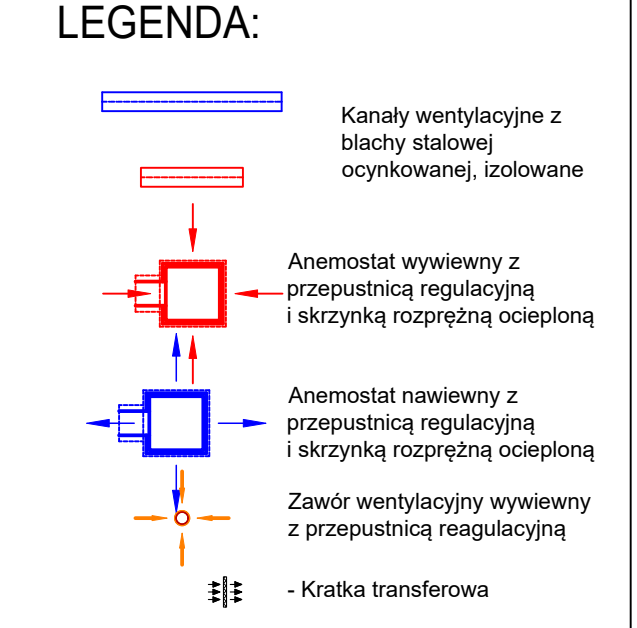 LEGENDA:
Kanały wentylacyjne z
blachy stalowej
ocynkowanej, izolowane
Anemostat wywiewny z
przepustnicą regulacyjną
i skrzynką rozprężną ocieploną
Anemostat nawiewny z
przepustnicą regulacyjną
i skrzynką rozprężną ocieploną
Zawór wentylacyjny wywiewny
z przepustnicą reagulacyjną
- Kratka transferowa